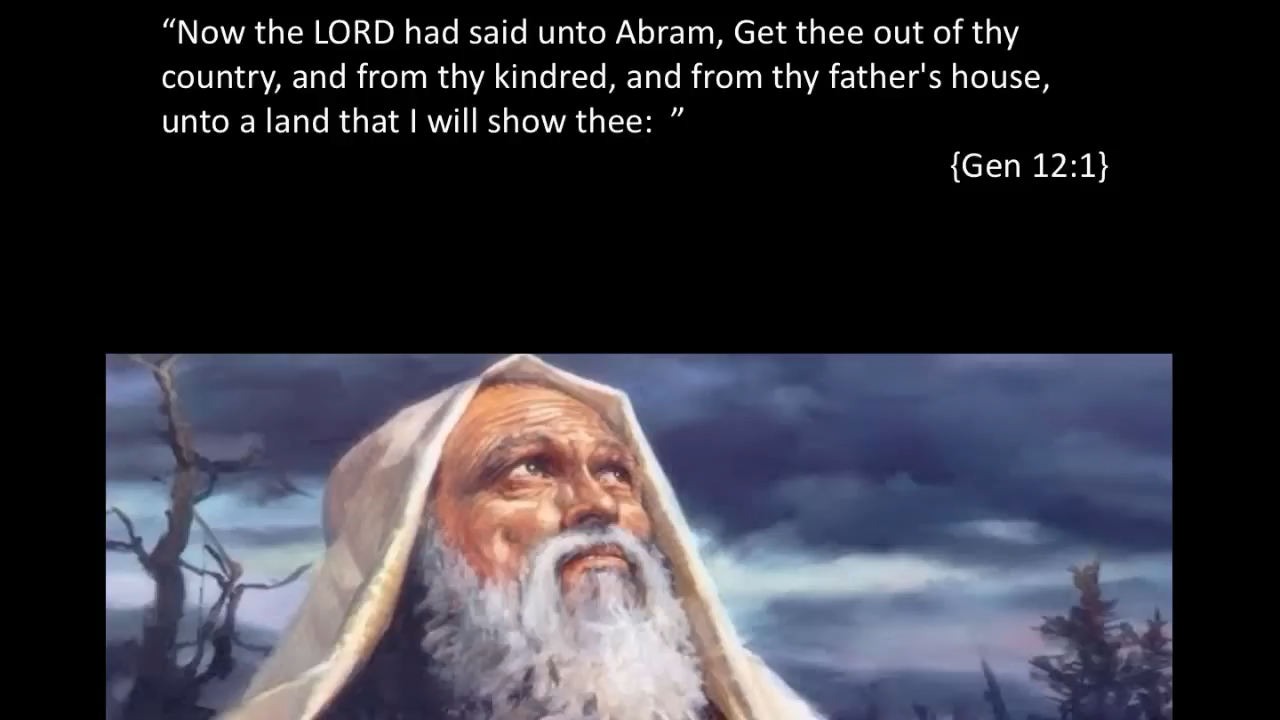 “Now the LORD had said unto Abram, Get thee out of thy
country, and from thy kindred, and from thy father's house,
unto a land that I will show thee:  ”
{Gen 12:1}